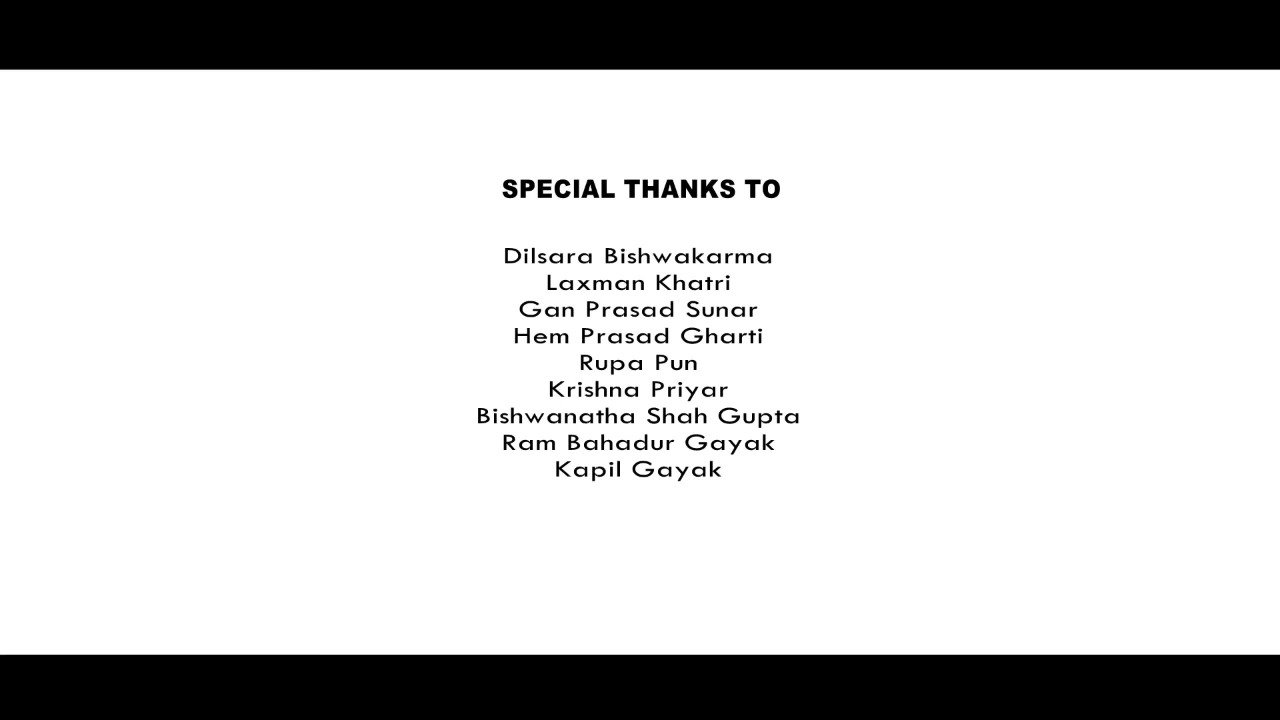 SPECIAL THANKS TO
Dilsara Bishwakarma
Laxman Khatri
Gan Prasad Sunar
Hem Prasad Gharti
Rupa Pun
Krishna Priyar
Bishwanatha Shah Gupta
Ram Bahadur Gayak
Kapil Gayak